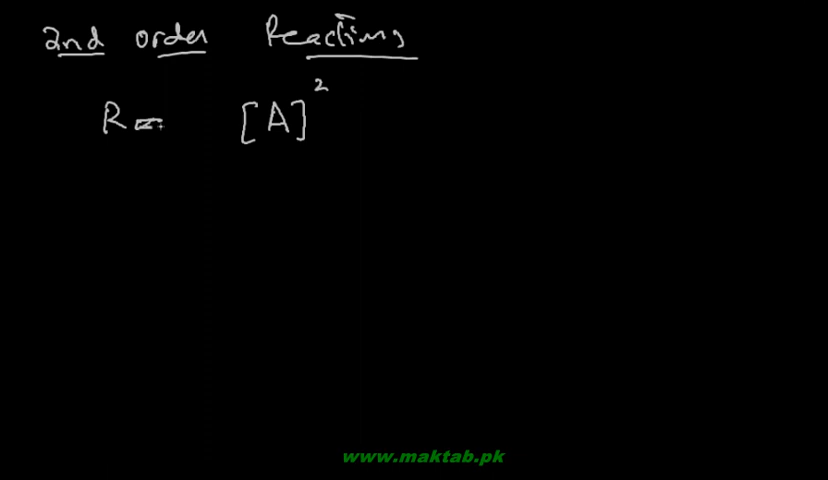 2nd order Reactions
R = [A]²
www.maktab.pk